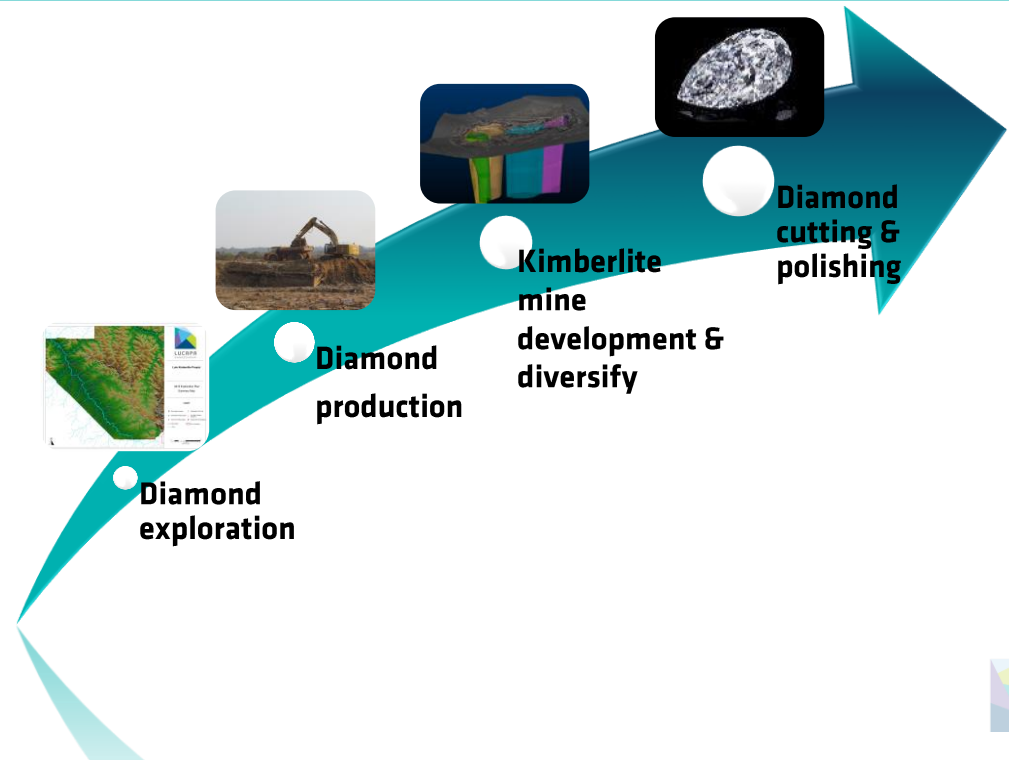 Diamond
cutting &
polishing
Kimberlite
mine
development &
diversify
Diamond
production
LUCAPA
Diamond
exploration